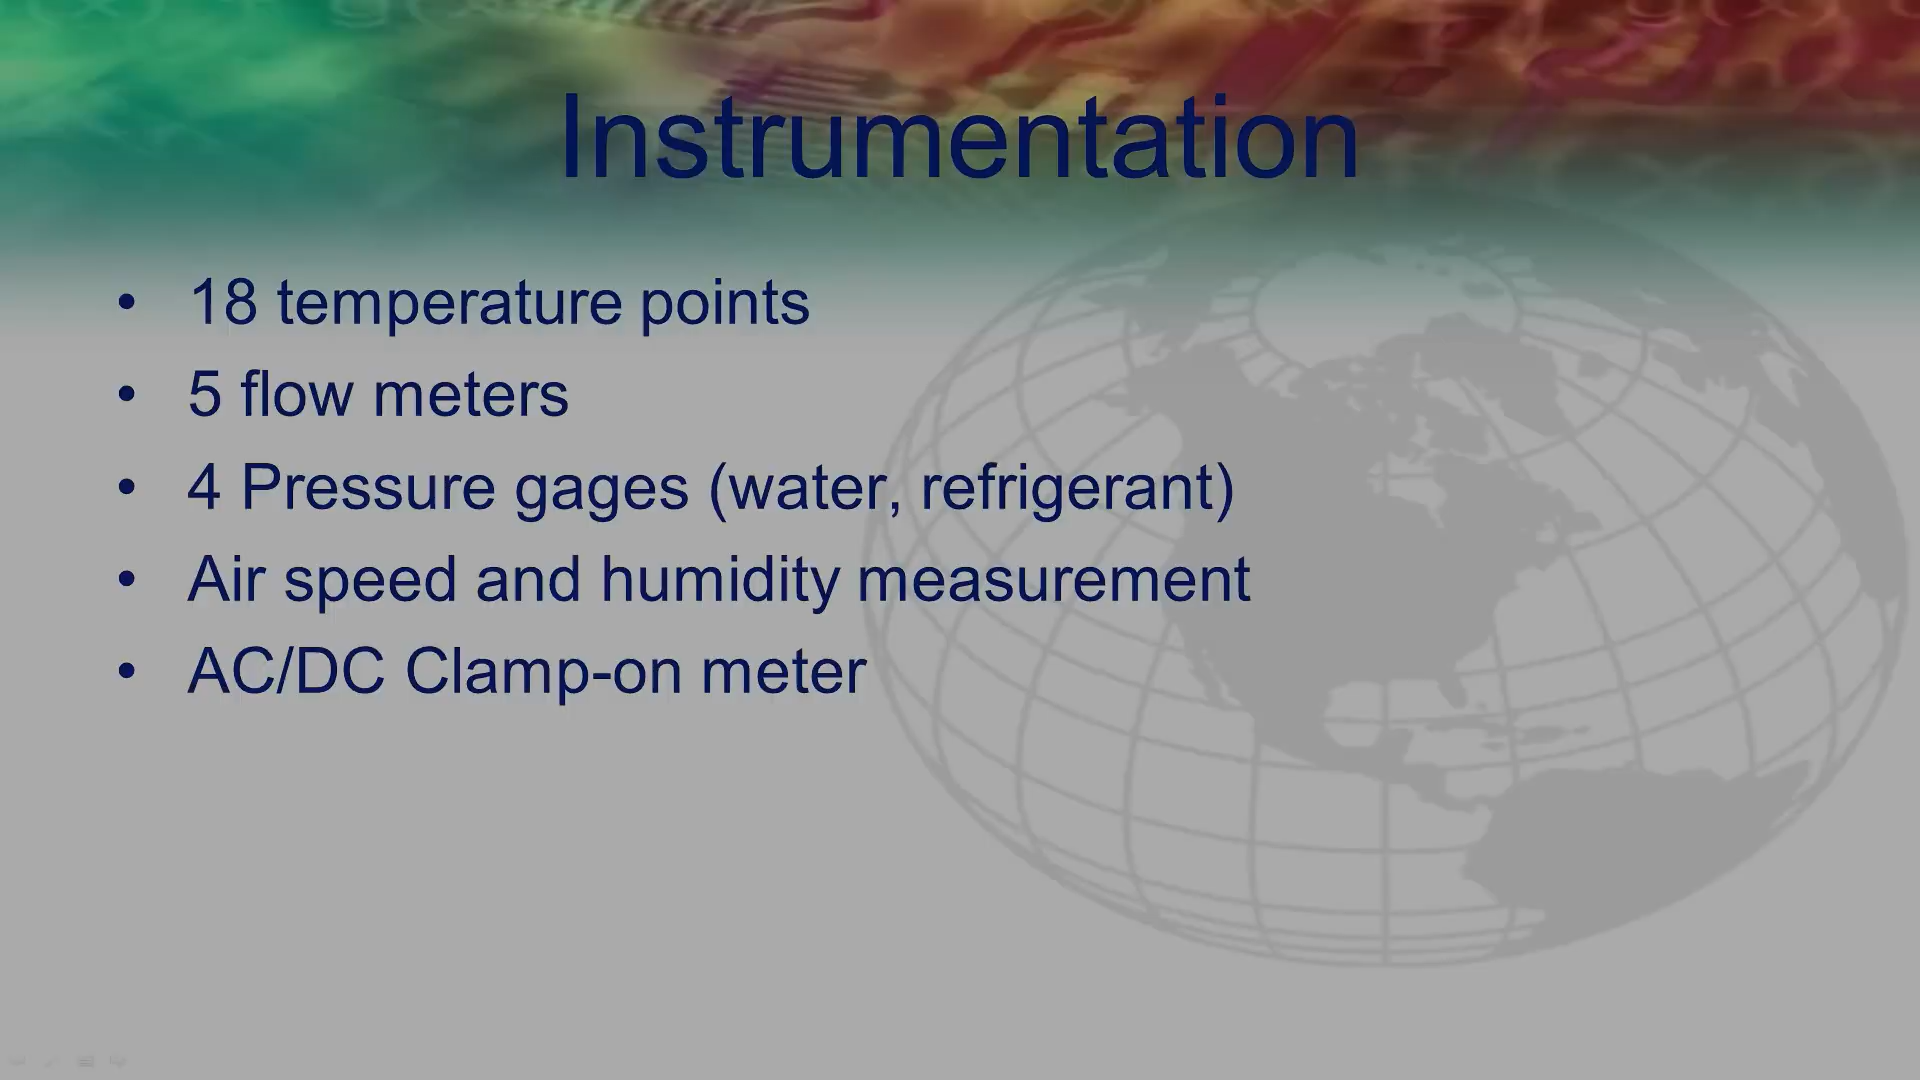 Instrumentation
• 18 temperature points
• 5 flow meters
• 4 Pressure gages (water, refrigerant)
• Air speed and humidity measurement
• AC/DC Clamp-on meter